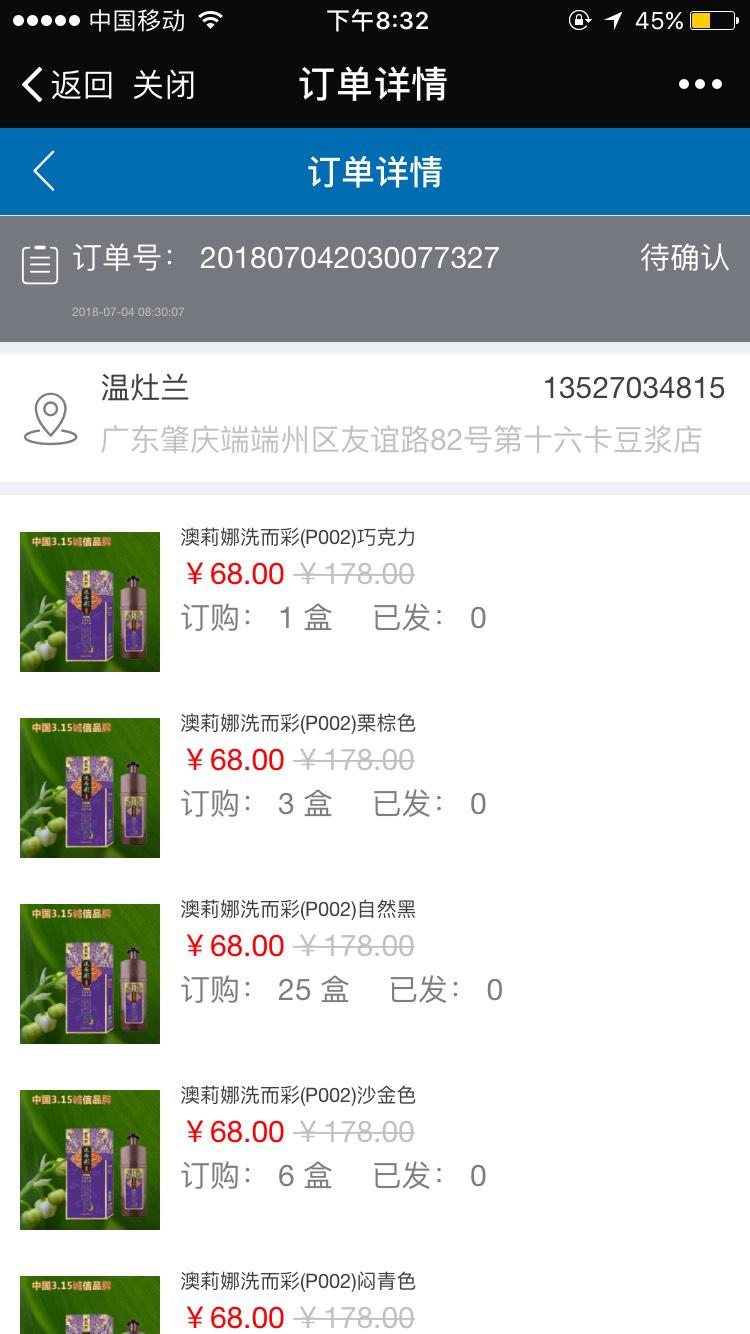 中国移动 下午8:32 45%
返回 关闭 订单详情
订单详情
订单号： 201807042030077327 待确认
2018-07-04 08:30:07
温灶兰 13527034815
广东肇庆端端州区友谊路82号第十六卡豆浆店
中国3.15诚信品牌
澳莉娜洗而彩(P002)巧克力
￥68.00 ￥178.00
订购： 1 盒 已发： 0
中国3.15诚信品牌
澳莉娜洗而彩(P002)栗棕色
￥68.00 ￥178.00
订购： 3 盒 已发： 0
中国3.15诚信品牌
澳莉娜洗而彩(P002)自然黑
￥68.00 ￥178.00
订购： 25 盒 已发： 0
中国3.15诚信品牌
澳莉娜洗而彩(P002)沙金色
￥68.00 ￥178.00
订购： 6 盒 已发： 0
中国3.15诚信品牌
澳莉娜洗而彩(P002)闷青色
￥68.00 ￥178.00